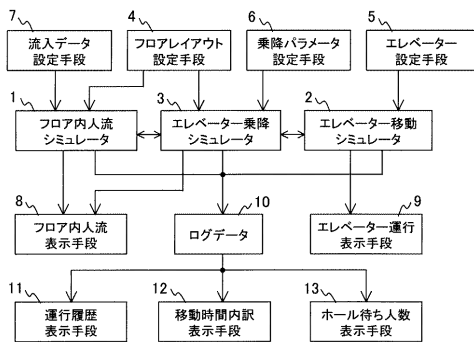 7
4
6
5
流入データ
設定手段
フロアレイアウト
設定手段
乗降パラメータ
設定手段
エレベーター
設定手段
1
3
2
フロア内人流
シミュレータ
エレベーター乗降
シミュレータ
エレベーター移動
シミュレータ
8
10
9
フロア内人流
表示手段
ログデータ
エレベーター運行
表示手段
11
12
13
運行履歴
表示手段
移動時間内訳
表示手段
ホール待ち人数
表示手段